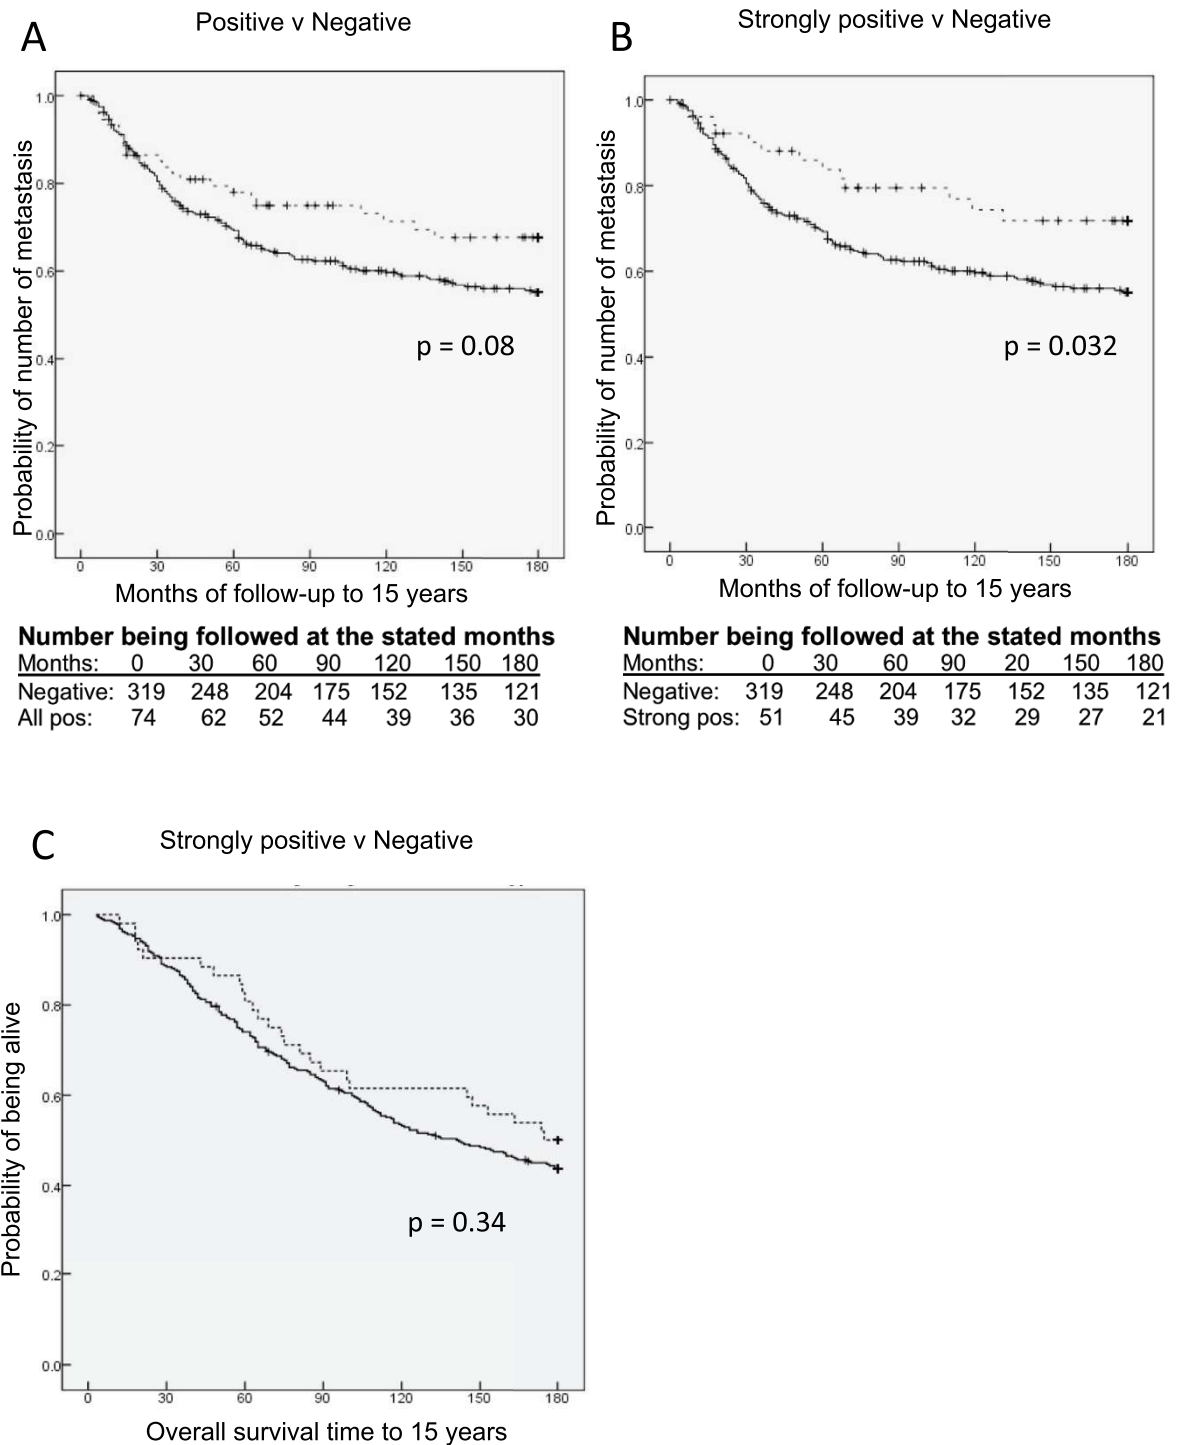 A
Positive v Negative
Probability of number of metastasis
1.0
0.8
0.6
0.4
0.2
0.0
p = 0.08
0 30 60 90 120 150 180
Months of follow-up to 15 years
Number being followed at the stated months
Months: 0 30 60 90 120 150 180
Negative: 319 248 204 175 152 135 121
All pos: 74 62 52 44 39 36 30
B
Strongly positive v Negative
Probability of number of metastasis
1.0
0.8
0.6
0.4
0.2
0.0
p = 0.032
0 30 60 90 120 150 180
Months of follow-up to 15 years
Number being followed at the stated months
Months: 0 30 60 90 20 150 180
Negative: 319 248 204 175 152 135 121
Strong pos: 51 45 39 32 29 27 21
C
Strongly positive v Negative
Probability of being alive
1.0
0.8
0.6
0.4
0.2
0.0
p = 0.34
0 30 60 90 120 150 180
Overall survival time to 15 years